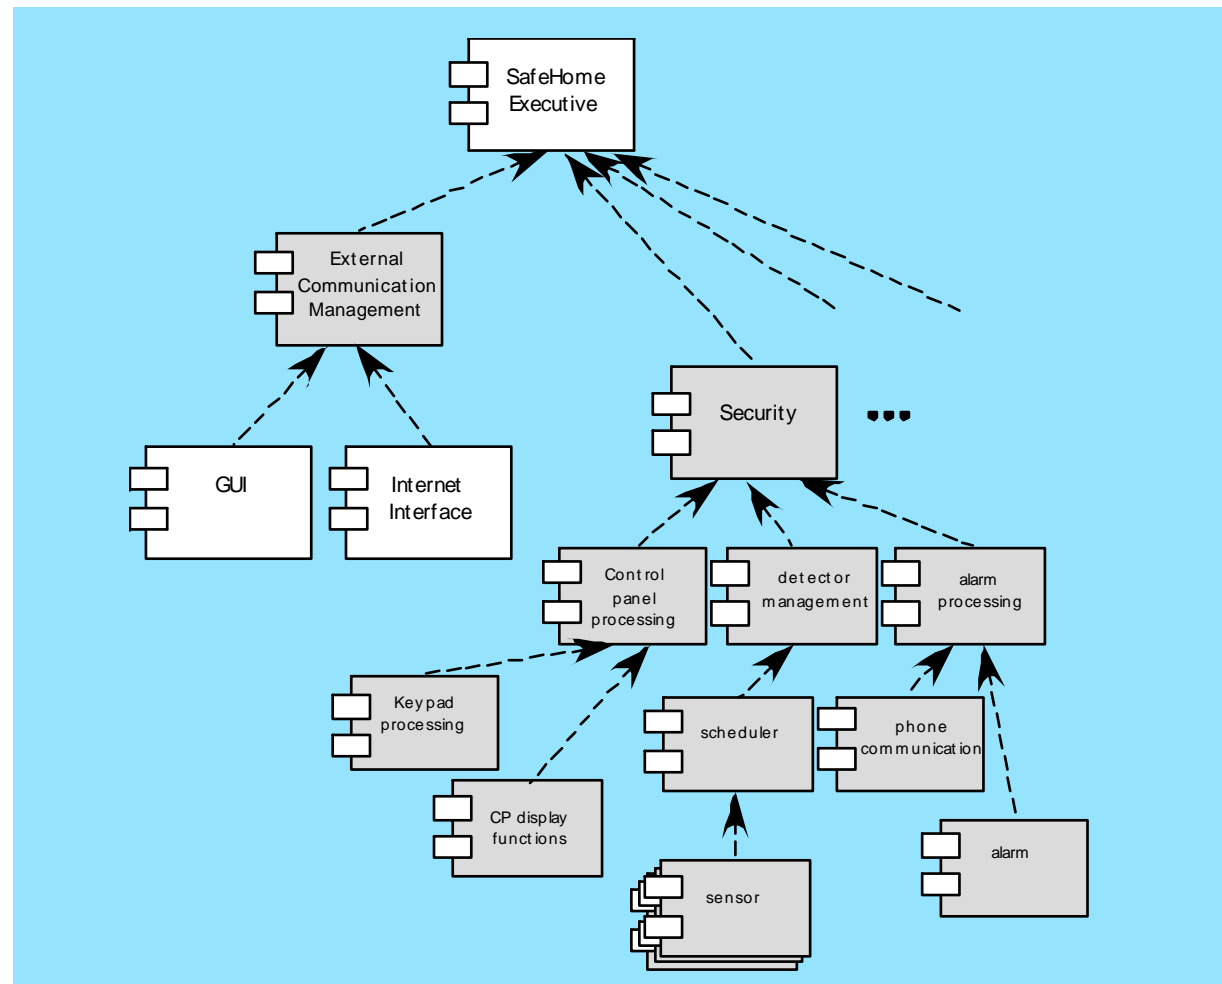 SafeHome
Executive
External
Communication
Management
Security
GUI
Internet
Interface
Control
panel
processing
detector
management
alarm
processing
Keypad
processing
scheduler
phone
communication
CP display
functions
alarm
sensor